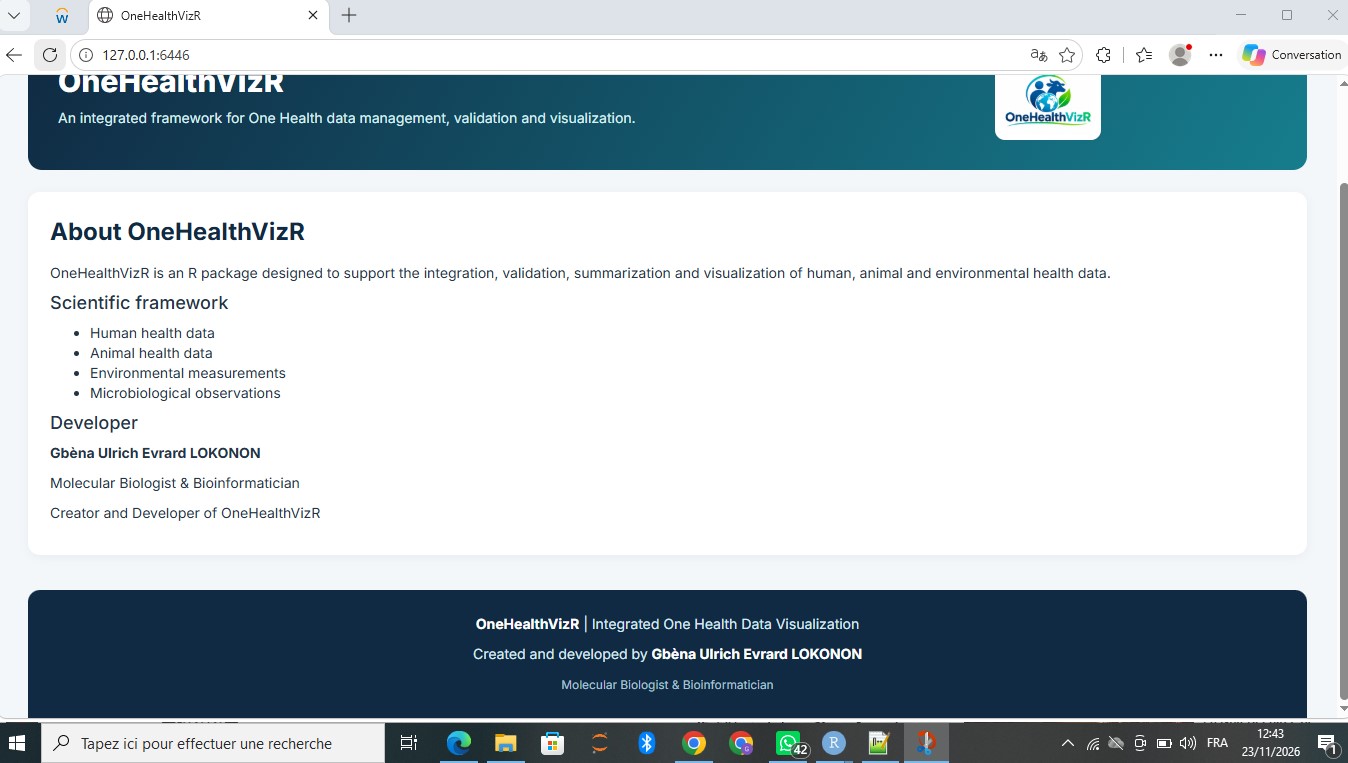 OneHealthVizR
127.0.0.1:6446
Conversation
OneHealthVizR
An integrated framework for One Health data management, validation and visualization.
OneHealthVizR
About OneHealthVizR
OneHealthVizR is an R package designed to support the integration, validation, summarization and visualization of human, animal and environmental health data.
Scientific framework
Human health data
Animal health data
Environmental measurements
Microbiological observations
Developer
Gbèna Ulrich Evrard LOKONON
Molecular Biologist & Bioinformatician
Creator and Developer of OneHealthVizR
OneHealthVizR | Integrated One Health Data Visualization
Created and developed by Gbèna Ulrich Evrard LOKONON
Molecular Biologist & Bioinformatician
Tapez ici pour effectuer une recherche
42
R
FRA
12:43
23/11/2026
1